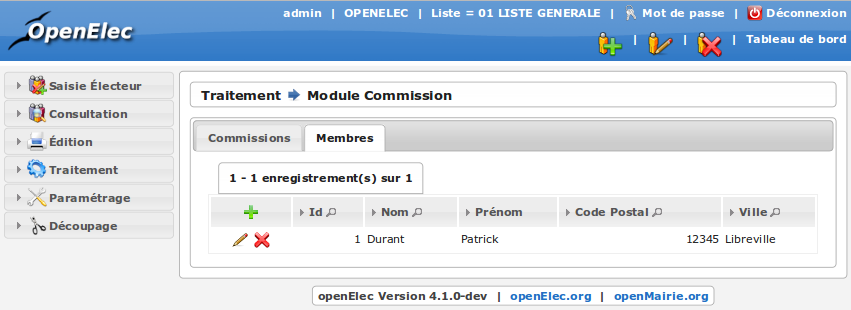 OpenElec
admin | OPENELEC | Liste = 01 LISTE GENERALE | Mot de passe | Déconnexion
| | | Tableau de bord
Saisie Électeur
Consultation
Édition
Traitement
Paramétrage
Découpage
Traitement Module Commission
Commissions Membres
1 - 1 enregistrement(s) sur 1
Id Nom Prénom Code Postal Ville
1 Durant Patrick 12345 Libreville
openElec Version 4.1.0-dev | openElec.org | openMairie.org